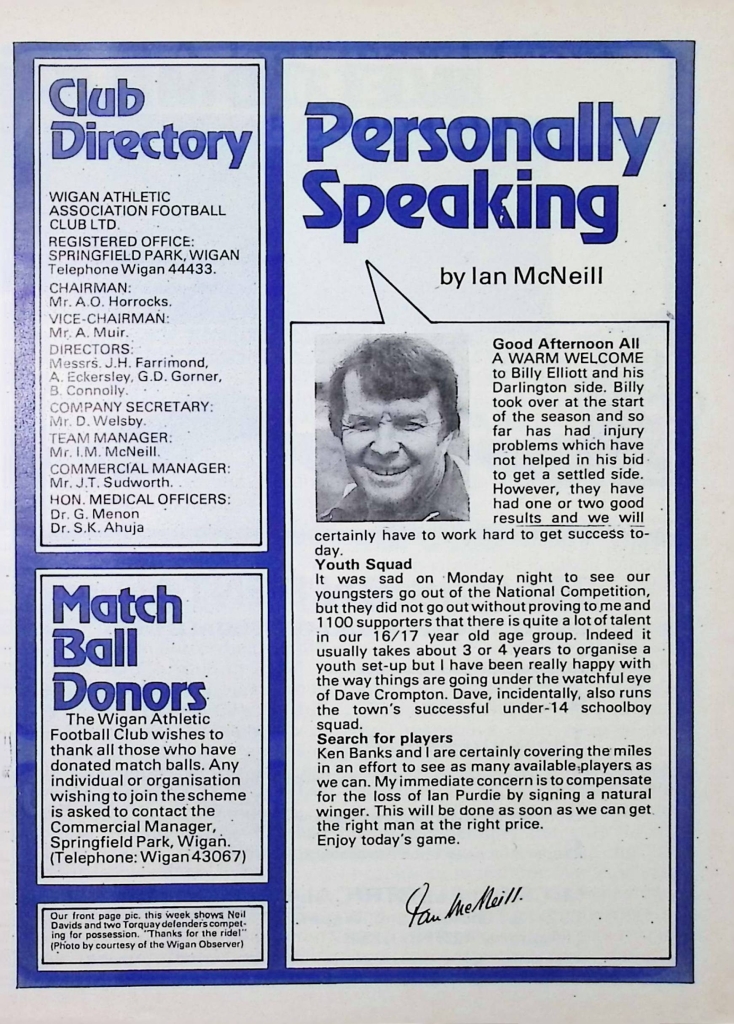 Club
Directory
WIGAN ATHLETIC
ASSOCIATION FOOTBALL
CLUB LTD.
REGISTERED OFFICE:
SPRINGFIELD PARK, WIGAN
Telephone Wigan 44433.
CHAIRMAN:
Mr. A.O. Horrocks.
VICE-CHAIRMAN:
Mr. A. Muir.
DIRECTORS:
Messrs. J.H. Farrimond,
A. Eckersley, G.D. Gorner,
B. Connolly.
COMPANY SECRETARY:
Mr. D. Welsby.
TEAM MANAGER:
Mr. I.M. McNeill.
COMMERCIAL MANAGER:
Mr. J.T. Sudworth.
HON. MEDICAL OFFICERS:
Dr. G. Menon
Dr. S.K. Ahuja
Match
Ball
Donors
The Wigan Athletic
Football Club wishes to
thank all those who have
donated match balls. Any
individual or organisation
wishing to join the scheme
is asked to contact the
Commercial Manager,
Springfield Park, Wigan.
(Telephone: Wigan 43067)
Our front page pic. this week shows Neil
Davids and two Torquay defenders compet-
ing for possession. "Thanks for the ride!"
(Photo by courtesy of the Wigan Observer)
Personally
Speaking
by Ian McNeill
Good Afternoon All
A WARM WELCOME
to Billy Elliott and his
Darlington side. Billy
took over at the start
of the season and so
far has had injury
problems which have
not helped in his bid
to get a settled side.
However, they have
had one or two good
results and we will
certainly have to work hard to get success to-
day.
Youth Squad
It was sad on Monday night to see our
youngsters go out of the National Competition,
but they did not go out without proving to me and
1100 supporters that there is quite a lot of talent
in our 16/17 year old age group. Indeed it
usually takes about 3 or 4 years to organise a
youth set-up but I have been really happy with
the way things are going under the watchful eye
of Dave Crompton. Dave, incidentally, also runs
the town's successful under-14 schoolboy
squad.
Search for players
Ken Banks and I are certainly covering the miles
in an effort to see as many available players as
we can. My immediate concern is to compensate
for the loss of Ian Purdie by signing a natural
winger. This will be done as soon as we can get
the right man at the right price.
Enjoy today's game.
Ian McNeill.